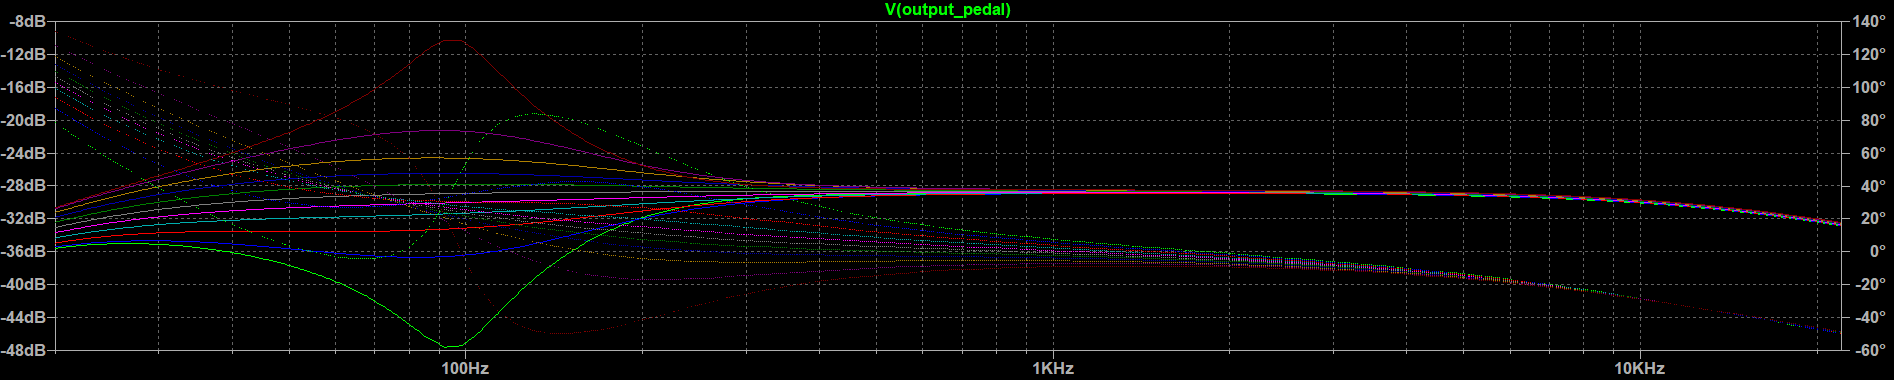 V(output_pedal)
-8dB 140°
-12dB 120°
-16dB 100°
-20dB 80°
-24dB 60°
-28dB 40°
-32dB 20°
-36dB 0°
-40dB -20°
-44dB -40°
-48dB -60°
100Hz 1KHz 10KHz